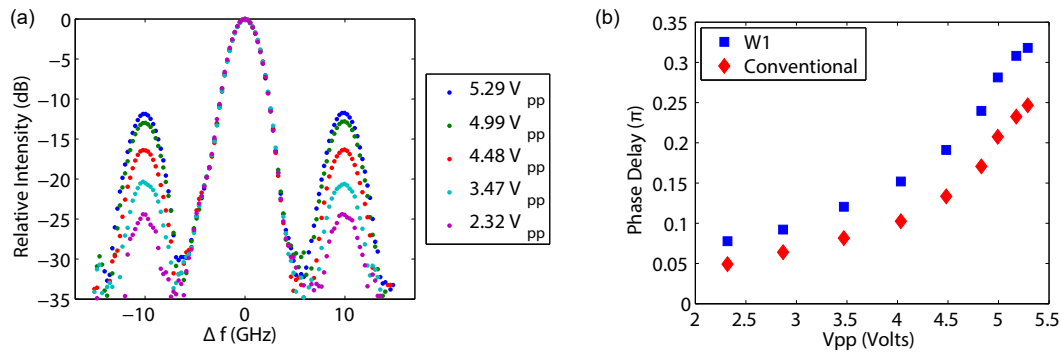 (a)
Relative Intensity (dB)
0
−5
−10
−15
−20
−25
−30
−35
−10
0
10
Δ f (GHz)
5.29 V pp
4.99 V pp
4.48 V pp
3.47 V pp
2.32 V pp
(b)
Phase Delay (π)
0.35
0.3
0.25
0.2
0.15
0.1
0.05
0
W1
Conventional
2
2.5
3
3.5
4
4.5
5
5.5
Vpp (Volts)